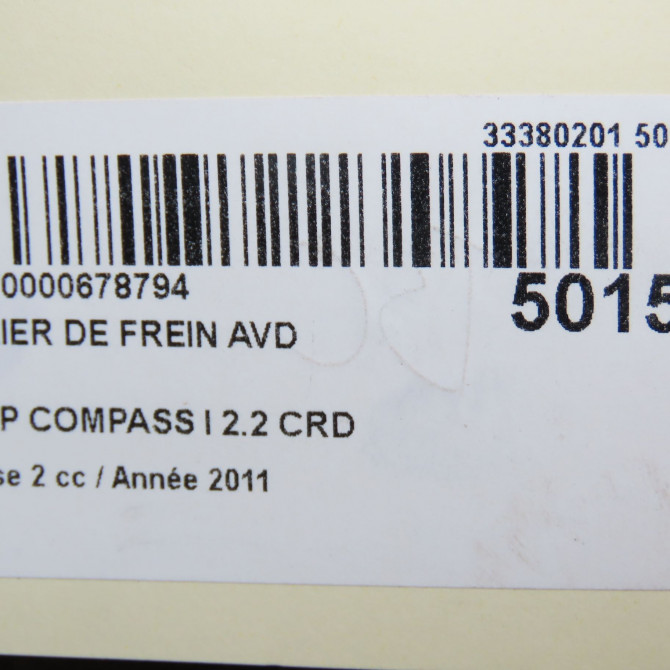 33380201 50
0000678794
5015
IER DE FREIN AVD
P COMPASS I 2.2 CRD
se 2 cc / Année 2011